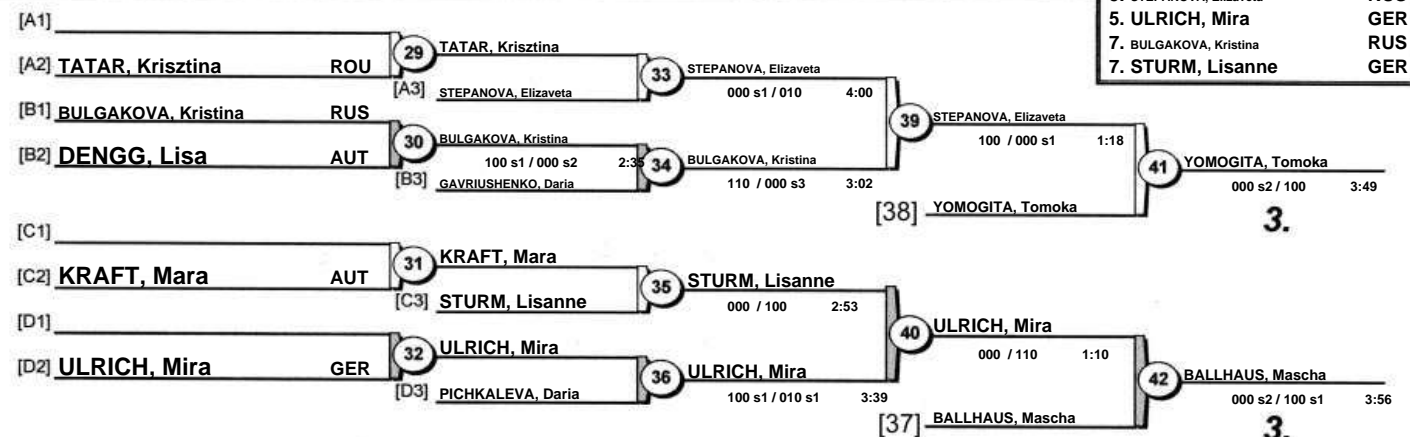 5. ULRICH, Mira GER
7. BULGAKOVA, Kristina RUS
7. STURM, Lisanne GER
[A1]
[A2] TATAR, Krisztina ROU
29 TATAR, Krisztina
[A3] STEPANOVA, Elizaveta
33 STEPANOVA, Elizaveta
000 s1 / 010 4:00
[B1] BULGAKOVA, Kristina RUS
[B2] DENGG, Lisa AUT
30 BULGAKOVA, Kristina
100 s1 / 000 s2 2:35
[B3] GAVRIUSHENKO, Daria
34 BULGAKOVA, Kristina
110 / 000 s3 3:02
39 STEPANOVA, Elizaveta
100 / 000 s1 1:18
[38] YOMOGITA, Tomoka
41 YOMOGITA, Tomoka
000 s2 / 100 3:49
3.
[C1]
[C2] KRAFT, Mara AUT
31 KRAFT, Mara
[C3] STURM, Lisanne
35 STURM, Lisanne
000 / 100 2:53
[D1]
[D2] ULRICH, Mira GER
32 ULRICH, Mira
[D3] PICHKALEVA, Daria
36 ULRICH, Mira
100 s1 / 010 s1 3:39
40 ULRICH, Mira
000 / 110 1:10
[37] BALLHAUS, Mascha
42 BALLHAUS, Mascha
000 s2 / 100 s1 3:56
3.